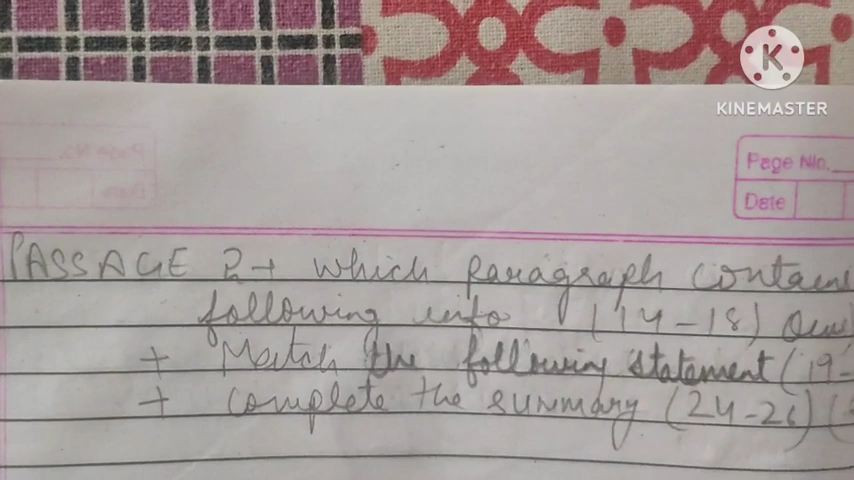 K
KINEMASTER
Page No.
Date
PASSAGE 2 → which paragraph
following info (14-18)
+ Match the following statement (19-
+ complete the summary (24-26) (